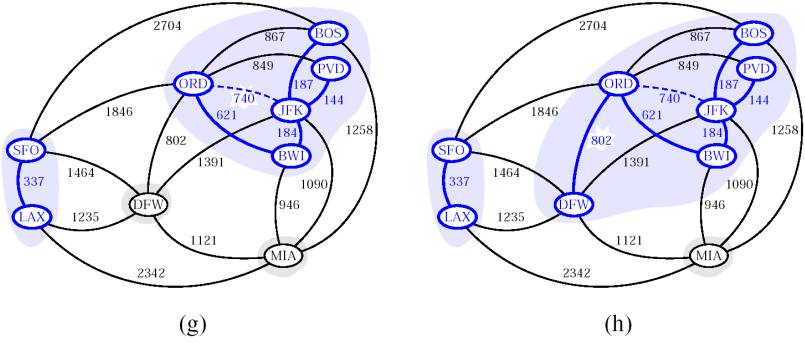 2704
BOS
867
PVD
849
ORD
187
740
144
JFK
1846
621
184
1258
802
SFO
BWI
1391
1464
337
1090
DFW
946
LAX
1235
1121
MIA
2342
(g)
2704
BOS
867
PVD
849
ORD
187
740
144
JFK
1846
621
184
1258
802
SFO
BWI
1391
1464
337
1090
DFW
946
LAX
1235
1121
MIA
2342
(h)